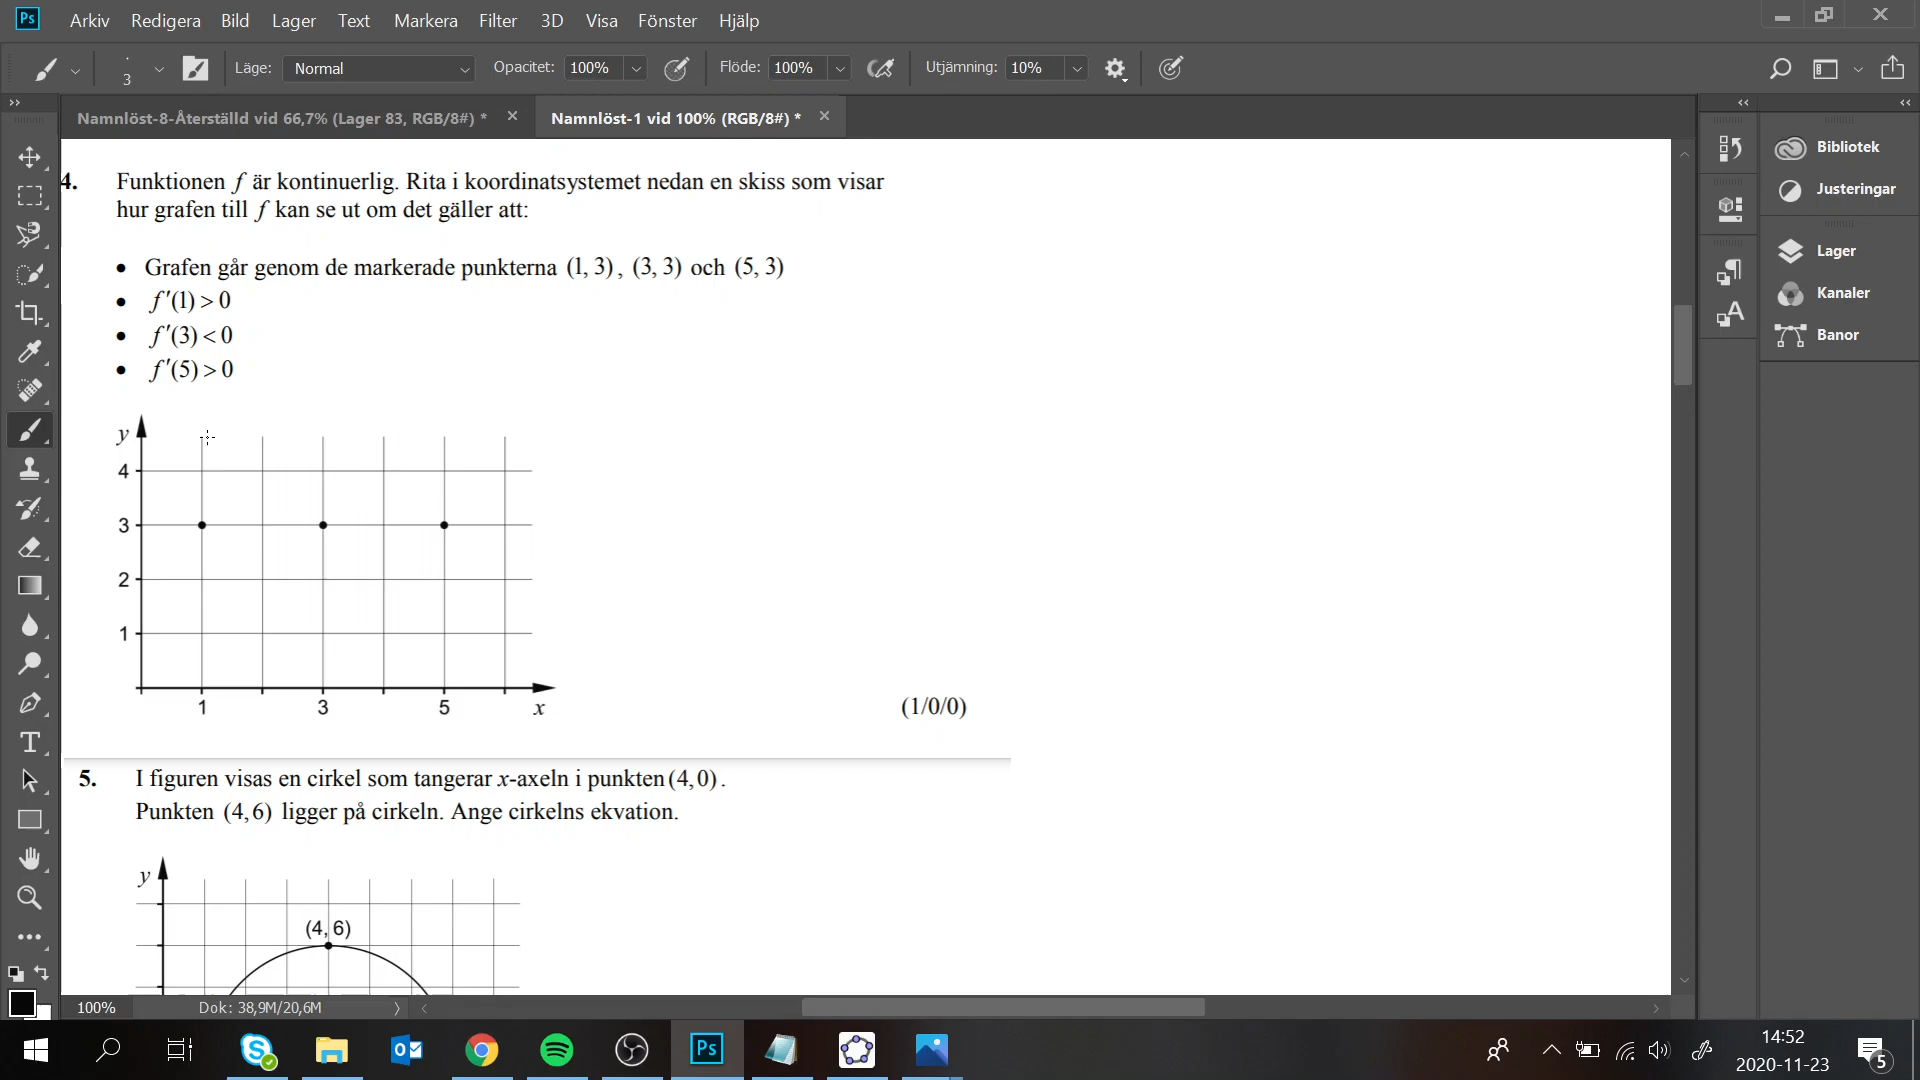 Ps Arkiv Redigera Bild Lager Text Markera Filter 3D Visa Fönster Hjälp
3 Läge: Normal Opacitet: 100% Flöde: 100% Utjämning: 10%
Namnlöst-8-Återställd vid 66,7% (Lager 83, RGB/8#) * Namnlöst-1 vid 100% (RGB/8#) *
4. Funktionen f är kontinuerlig. Rita i koordinatsystemet nedan en skiss som visar
hur grafen till f kan se ut om det gäller att:
• Grafen går genom de markerade punkterna (1, 3), (3, 3) och (5, 3)
• f′(1) > 0
• f′(3) < 0
• f′(5) > 0
y
4
3
2
1
1 3 5 x
(1/0/0)
5. I figuren visas en cirkel som tangerar x-axeln i punkten (4, 0).
Punkten (4, 6) ligger på cirkeln. Ange cirkelns ekvation.
y
(4, 6)
Bibliotek
Justeringar
Lager
Kanaler
Banor
100% Dok: 38,9M/20,6M
Ps
14:52
2020-11-23
5